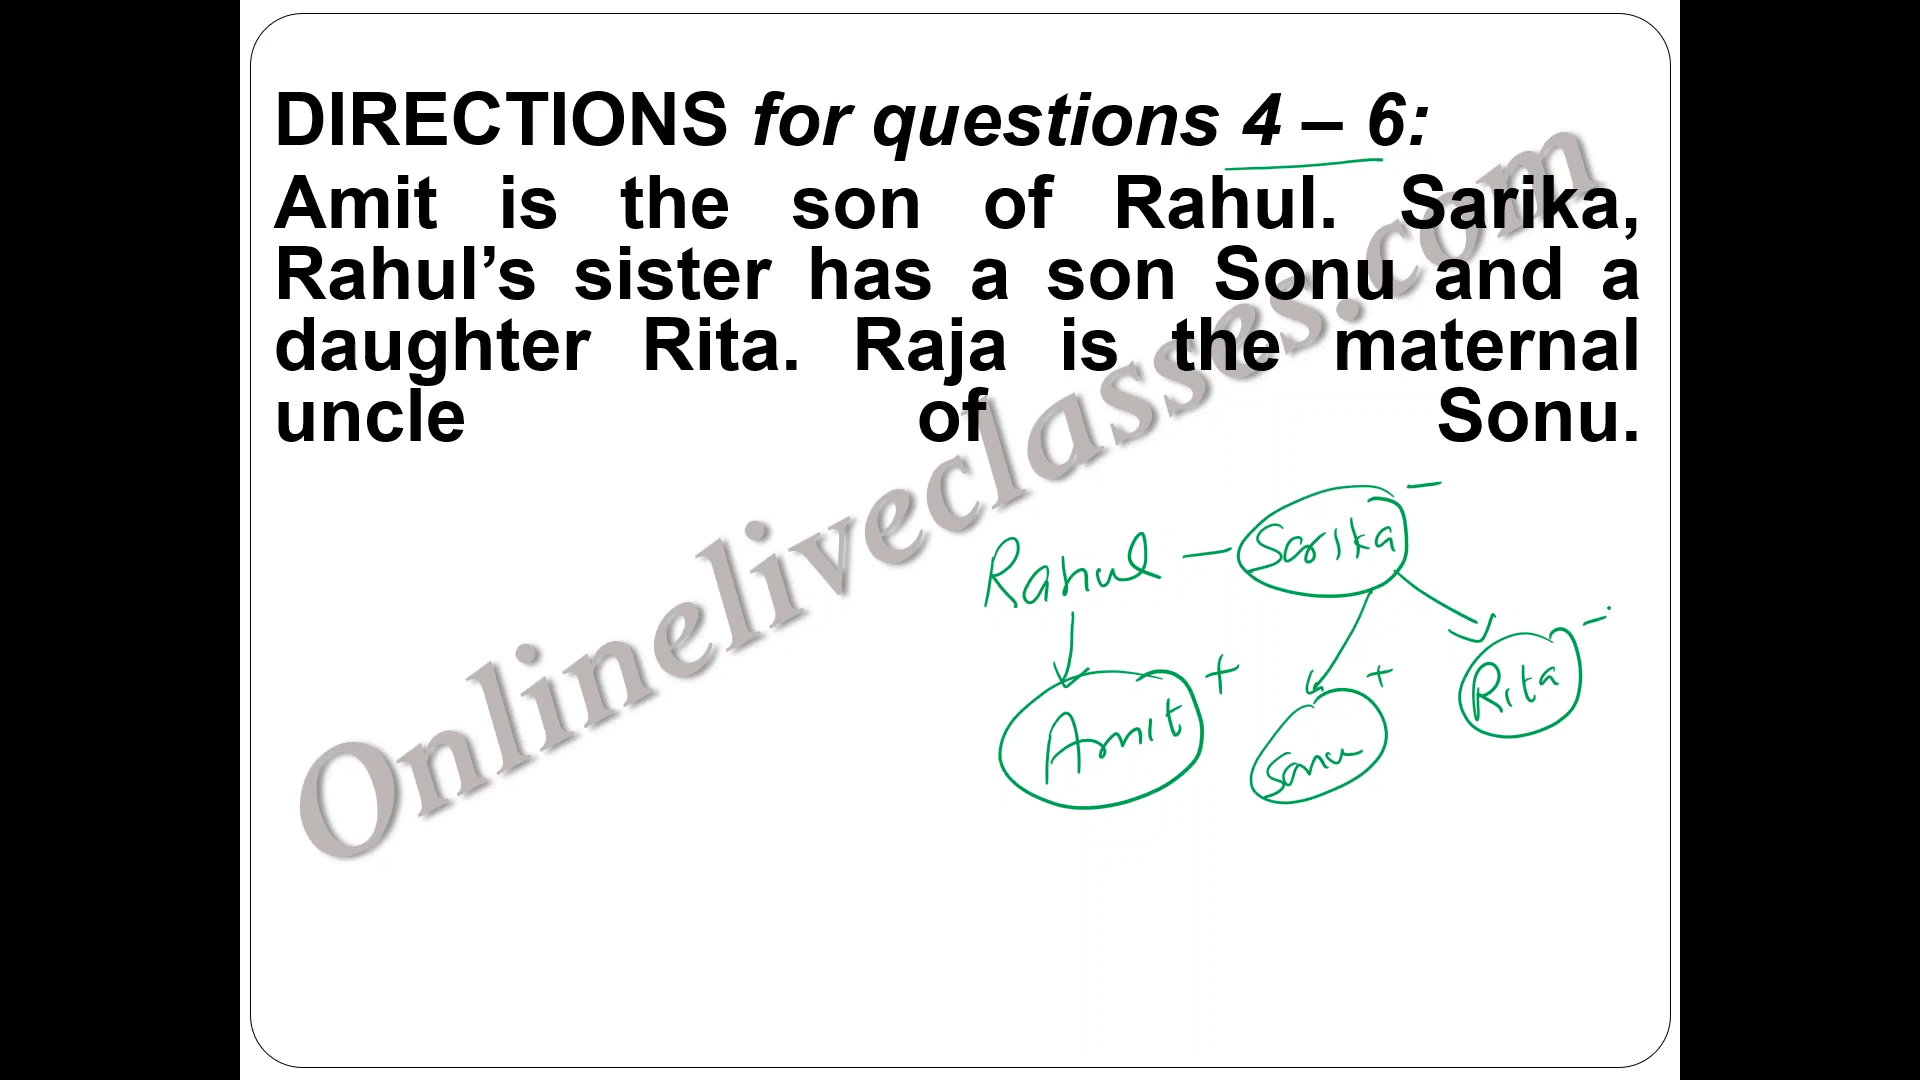 DIRECTIONS for questions 4 – 6:
Amit is the son of Rahul. Sarika,
Rahul’s sister has a son Sonu and a
daughter Rita. Raja is the maternal
uncle of Sonu.
Onlineliveclasses.com
Rahul — Sarika −
Amit + Sonu + Rita −